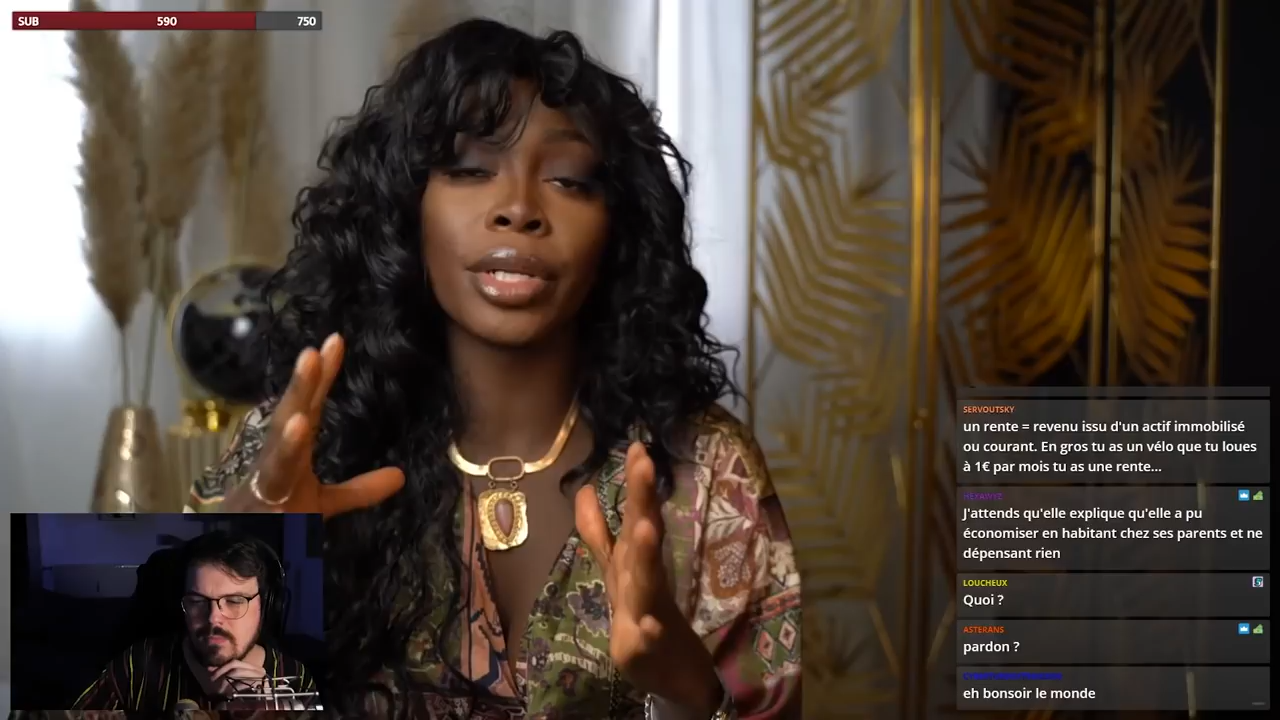 SUB 590 750
SERVOUTSKY
un rente = revenu issu d'un actif immobilisé
ou courant. En gros tu as un vélo que tu loues
à 1€ par mois tu as une rente...
J'attends qu'elle explique qu'elle a pu
économiser en habitant chez ses parents et ne
dépensant rien
LOUCHEUX
Quoi ?
ASTERANS
pardon ?
eh bonsoir le monde